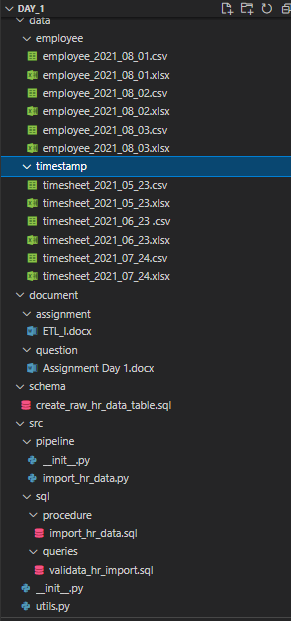 DAY_1
data
employee
employee_2021_08_01.csv
employee_2021_08_01.xlsx
employee_2021_08_02.csv
employee_2021_08_02.xlsx
employee_2021_08_03.csv
employee_2021_08_03.xlsx
timestamp
timesheet_2021_05_23.csv
timesheet_2021_05_23.xlsx
timesheet_2021_06_23 .csv
timesheet_2021_06_23.xlsx
timesheet_2021_07_24.csv
timesheet_2021_07_24.xlsx
document
assignment
ETL_I.docx
question
Assignment Day 1.docx
schema
create_raw_hr_data_table.sql
src
pipeline
__init__.py
import_hr_data.py
sql
procedure
import_hr_data.sql
queries
validata_hr_import.sql
__init__.py
utils.py